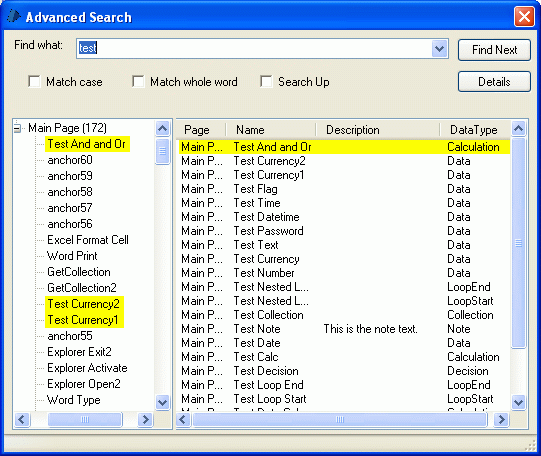 Advanced Search
Find what: test Find Next
Match case Match whole word Search Up Details
Main Page (172)
Test And and Or
anchor60
anchor59
anchor58
anchor57
anchor56
Excel Format Cell
Word Print
GetCollection
GetCollection2
Test Currency2
Test Currency1
anchor55
Explorer Exit2
Explorer Activate
Explorer Open2
Word Type
Page Name Description DataType
Main P... Test And and Or Calculation
Main P... Test Currency2 Data
Main P... Test Currency1 Data
Main P... Test Flag Data
Main P... Test Time Data
Main P... Test Datetime Data
Main P... Test Password Data
Main P... Test Text Data
Main P... Test Currency Data
Main P... Test Number Data
Main P... Test Nested L... LoopEnd
Main P... Test Nested L... LoopStart
Main P... Test Collection Collection
Main P... Test Note This is the note text. Note
Main P... Test Date Data
Main P... Test Calc Calculation
Main P... Test Decision Decision
Main P... Test Loop End LoopEnd
Main P... Test Loop Start LoopStart
Main P... Test Data Calculation